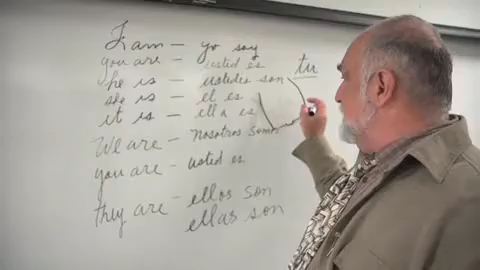 I am - yo soy
you are - usted es tu
he is - ustedes son
she is - el es
it is - ella es
We are - nosotros somos
you are - usted es
they are - ellos son
ellas son